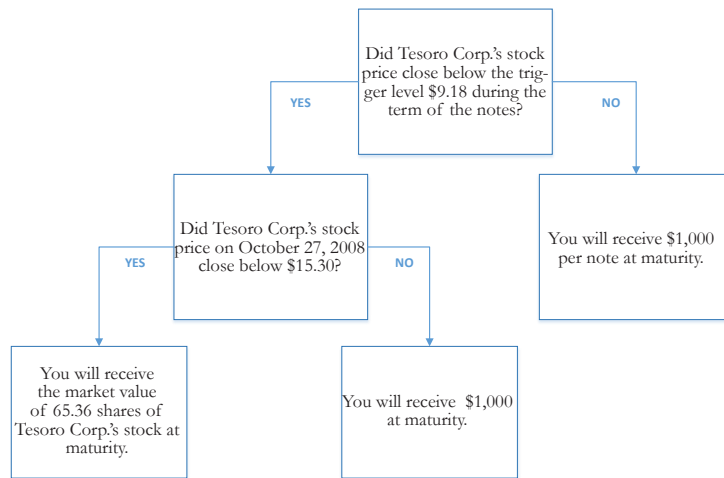 Did Tesoro Corp.'s stock
price close below the trig-
ger level $9.18 during the
term of the notes?
YES
NO
Did Tesoro Corp.'s stock
price on October 27, 2008
close below $15.30?
You will receive $1,000
per note at maturity.
YES
NO
You will receive
the market value
of 65.36 shares of
Tesoro Corp.'s stock at
maturity.
You will receive $1,000
at maturity.